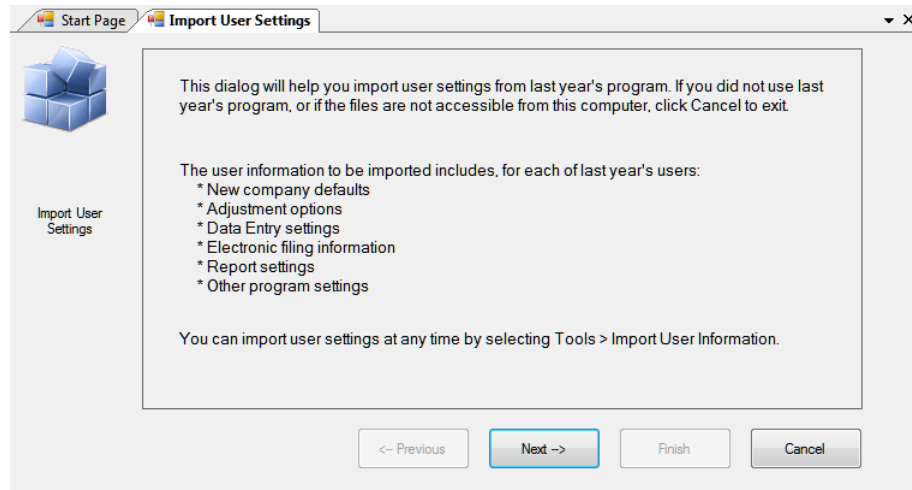 Start Page
Import User Settings
X
Import User
Settings
This dialog will help you import user settings from last year's program. If you did not use last
year's program, or if the files are not accessible from this computer, click Cancel to exit.
The user information to be imported includes, for each of last year's users:
* New company defaults
* Adjustment options
* Data Entry settings
* Electronic filing information
* Report settings
* Other program settings
You can import user settings at any time by selecting Tools > Import User Information.
<-- Previous
Next -->
Finish
Cancel